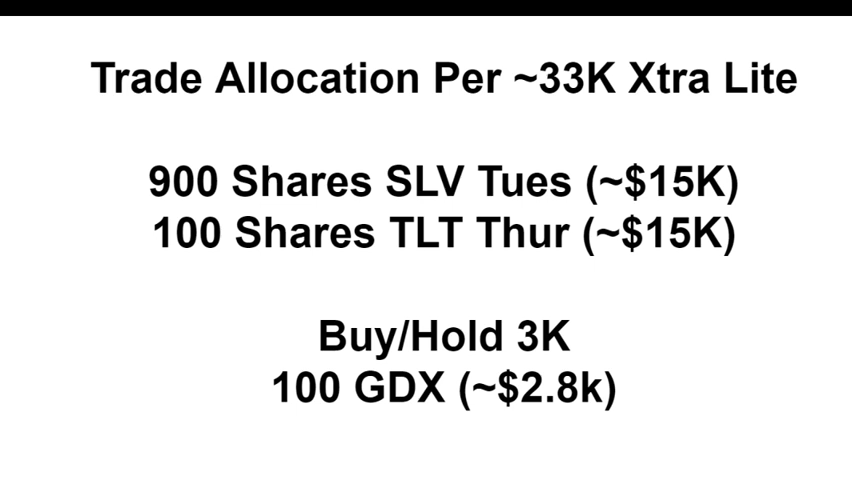 Trade Allocation Per ~33K Xtra Lite
900 Shares SLV Tues (~$15K)
100 Shares TLT Thur (~$15K)
Buy/Hold 3K
100 GDX (~$2.8k)